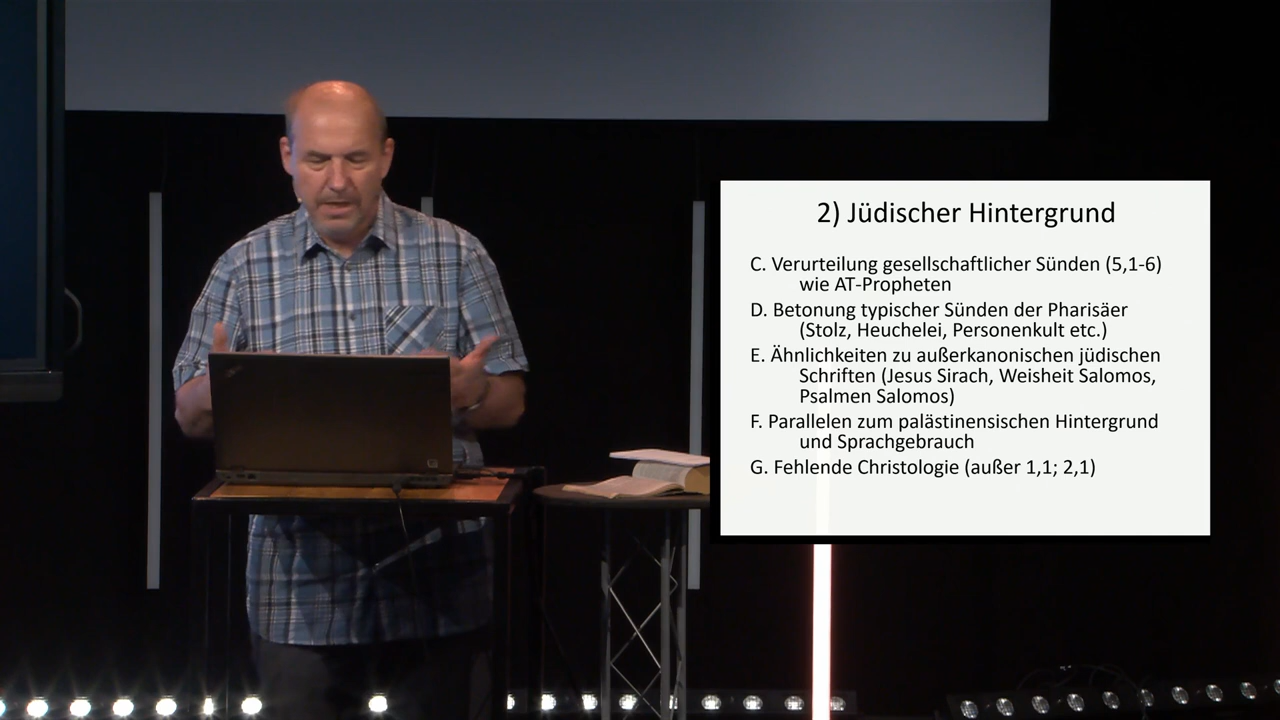 2) Jüdischer Hintergrund
C. Verurteilung gesellschaftlicher Sünden (5,1-6)
wie AT-Propheten
D. Betonung typischer Sünden der Pharisäer
(Stolz, Heuchelei, Personenkult etc.)
E. Ähnlichkeiten zu außerkanonischen jüdischen
Schriften (Jesus Sirach, Weisheit Salomos,
Psalmen Salomos)
F. Parallelen zum palästinensischen Hintergrund
und Sprachgebrauch
G. Fehlende Christologie (außer 1,1; 2,1)